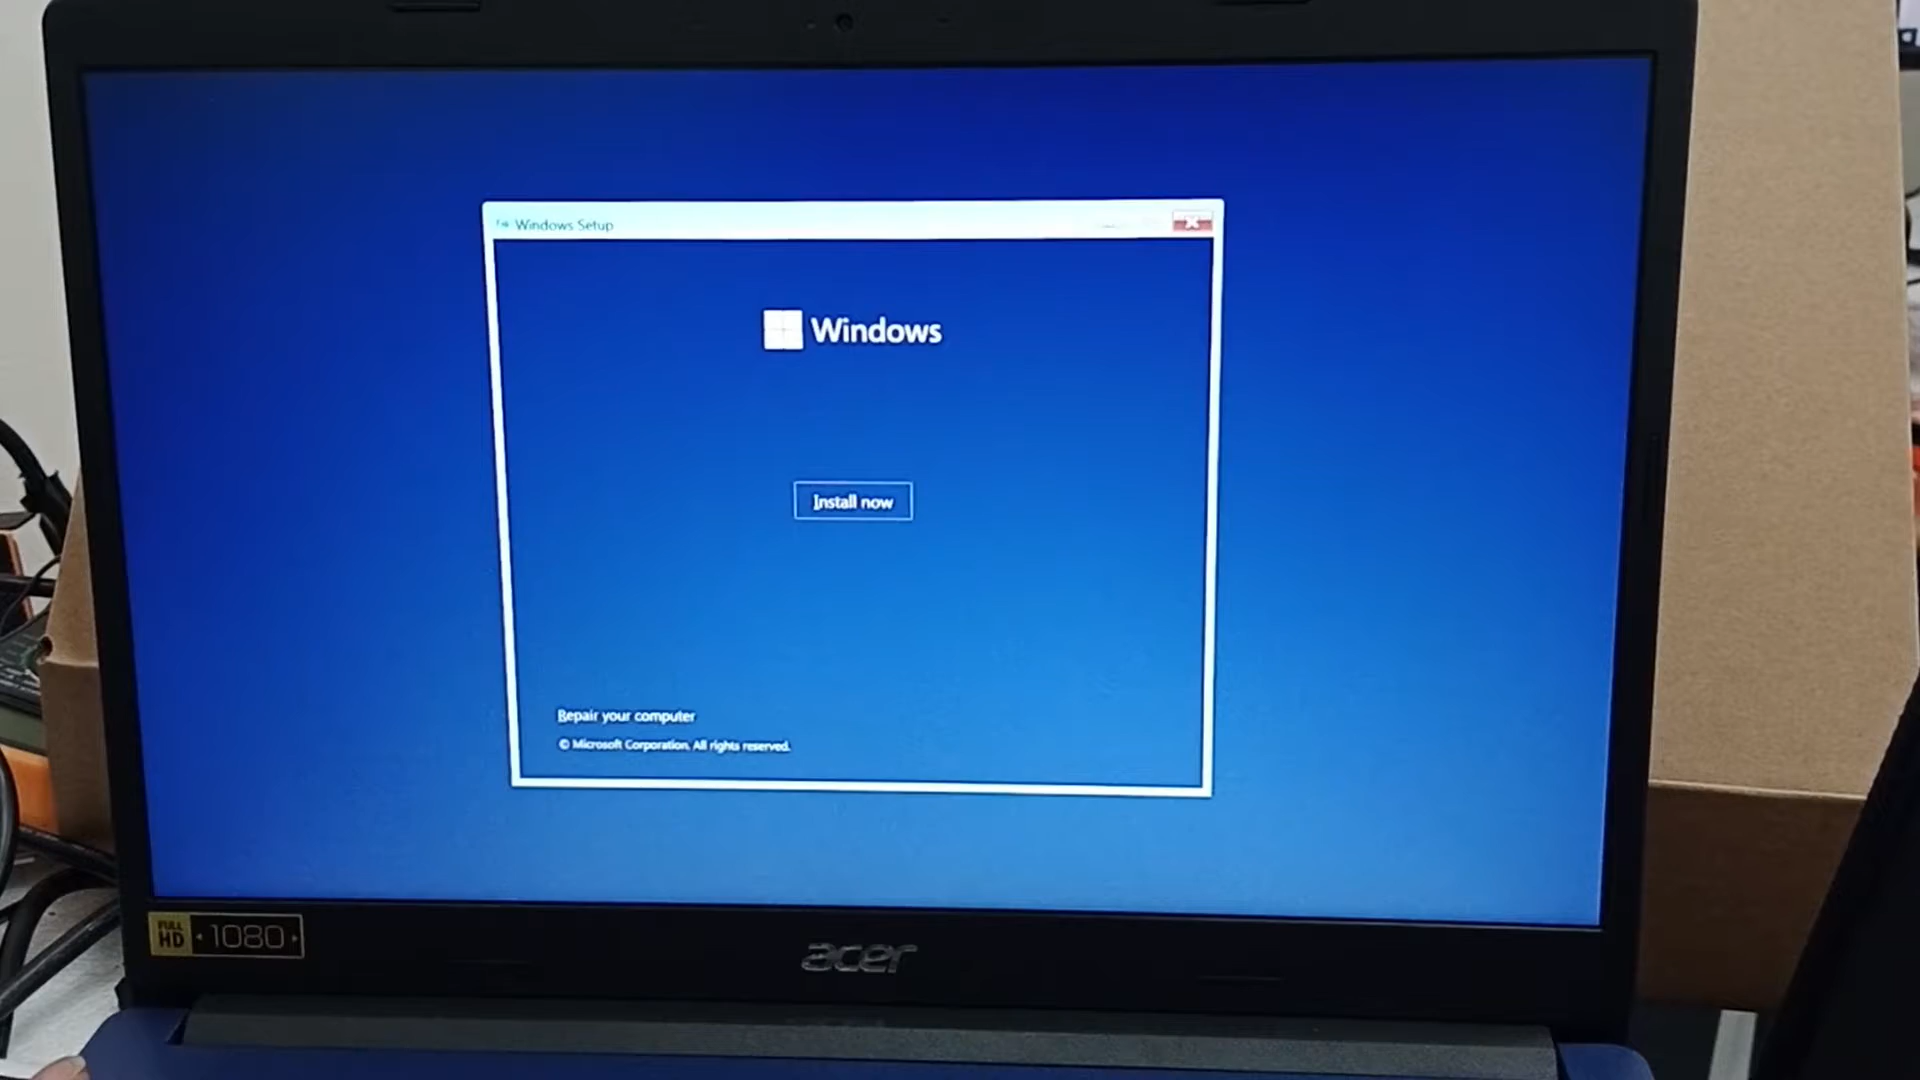 Windows Setup
Windows
Install now
Repair your computer
© Microsoft Corporation. All rights reserved.
FULL
HD
1080
acer